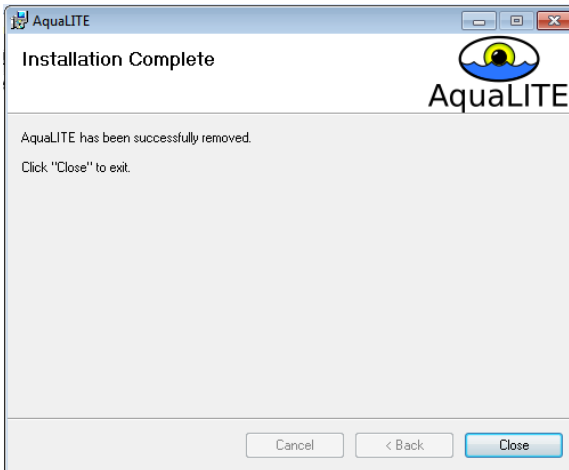 AquaLITE
Installation Complete
AquaLITE
AquaLITE has been successfully removed.
Click "Close" to exit.
Cancel
< Back
Close